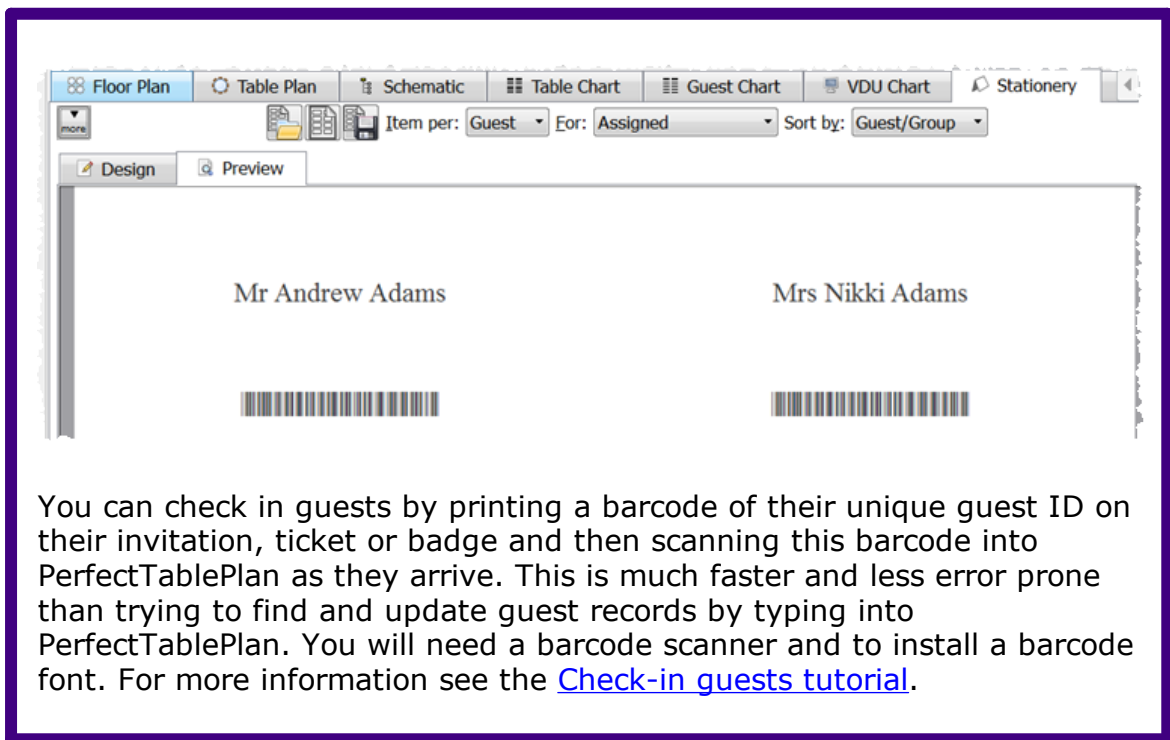 Floor Plan Table Plan Schematic Table Chart Guest Chart VDU Chart Stationery
more Item per: Guest For: Assigned Sort by: Guest/Group
Design Preview
Mr Andrew Adams Mrs Nikki Adams
You can check in guests by printing a barcode of their unique guest ID on
their invitation, ticket or badge and then scanning this barcode into
PerfectTablePlan as they arrive. This is much faster and less error prone
than trying to find and update guest records by typing into
PerfectTablePlan. You will need a barcode scanner and to install a barcode
font. For more information see the Check-in guests tutorial.